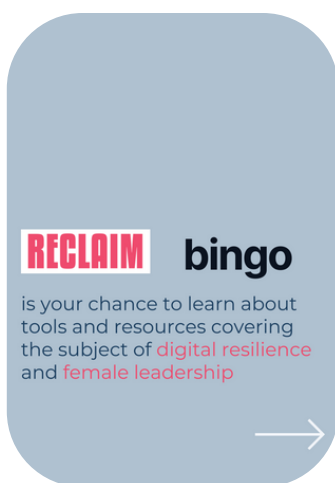 RECLAIM bingo
is your chance to learn about
tools and resources covering
the subject of digital resilience
and female leadership